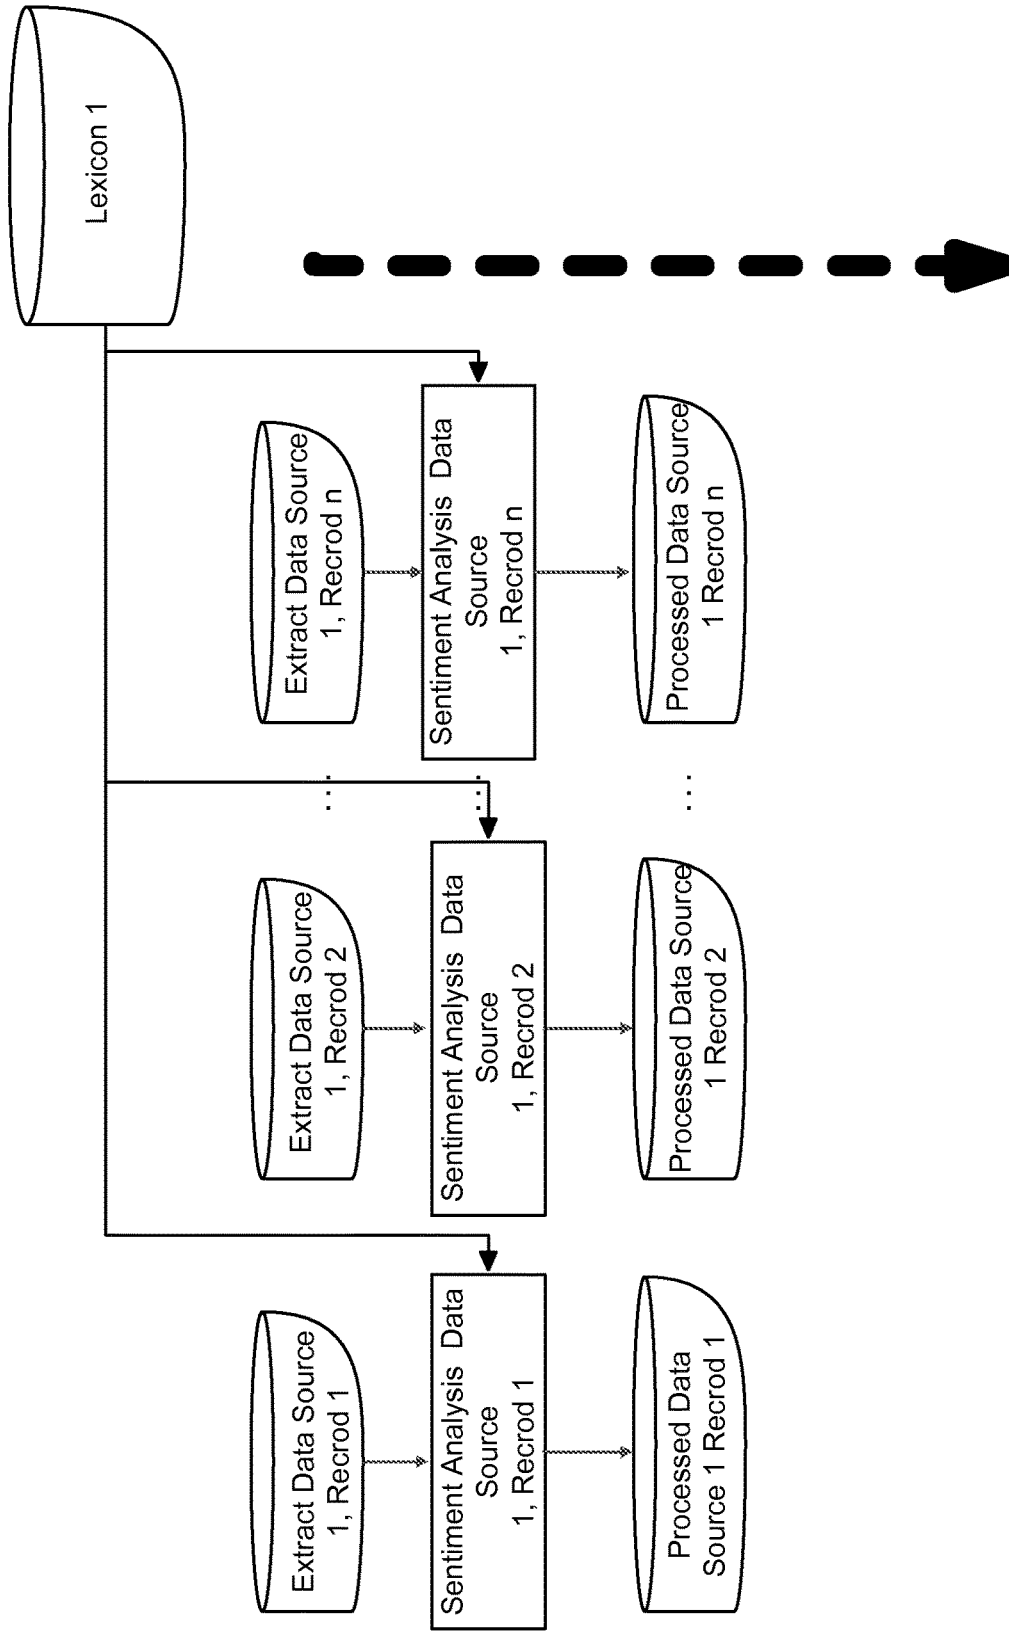 Lexicon 1
Extract Data Source
1, Recrod 1
Extract Data Source
1, Recrod 2
...
Extract Data Source
1, Recrod n
Sentiment Analysis Data
Source
1, Recrod 1
Sentiment Analysis Data
Source
1, Recrod 2
...
Sentiment Analysis Data
Source
1, Recrod n
Processed Data
Source 1 Recrod 1
Processed Data Source
1 Recrod 2
...
Processed Data Source
1 Recrod n